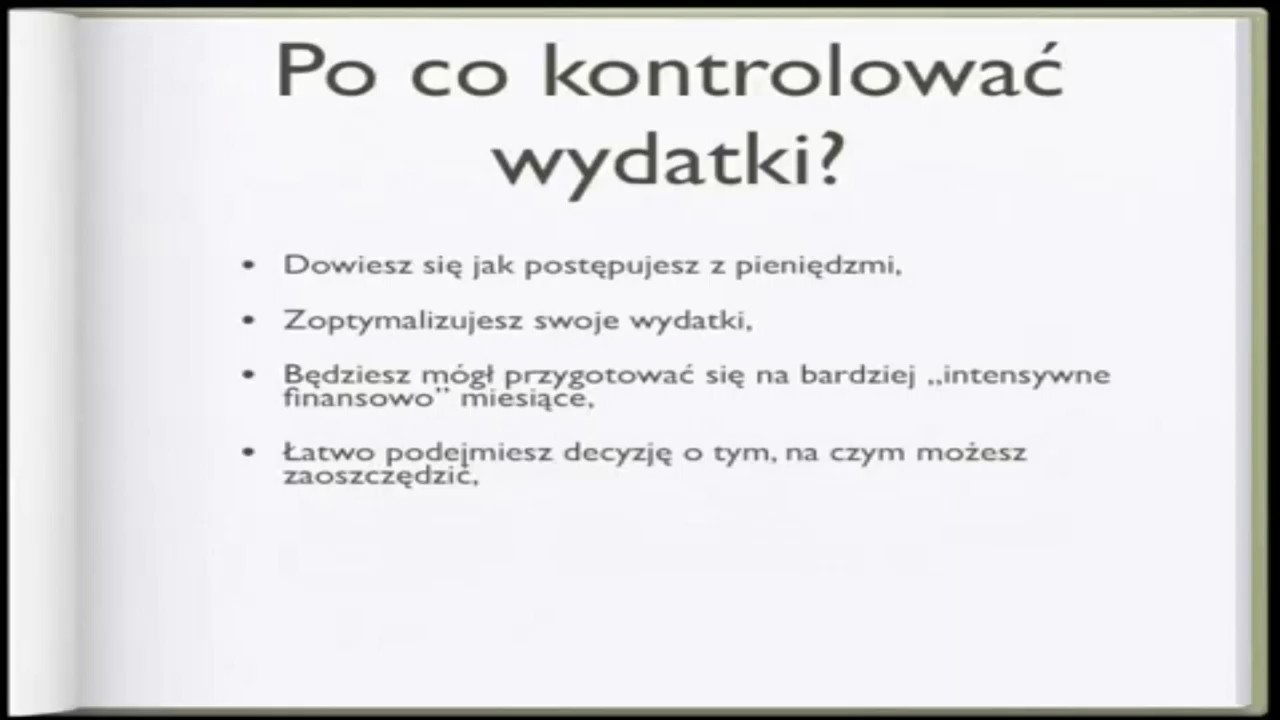 Po co kontrolować
wydatki?
• Dowiesz się jak postępujesz z pieniędzmi,
• Zoptymalizujesz swoje wydatki,
• Będziesz mógł przygotować się na bardziej „intensywne
finansowo” miesiące,
• Łatwo podejmiesz decyzję o tym, na czym możesz
zaoszczędzić,